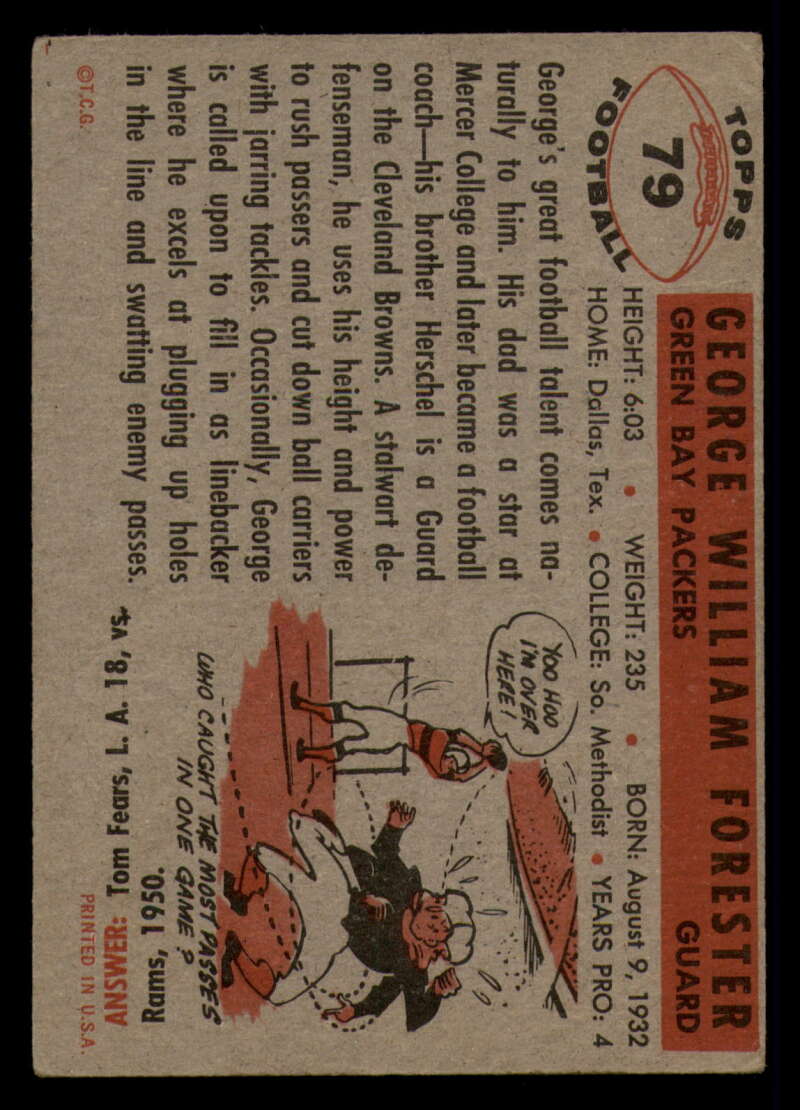 TOPPS
79
FOOTBALL
GEORGE WILLIAM FORESTER
GREEN BAY PACKERS GUARD
HEIGHT: 6:03 • WEIGHT: 235 • BORN: August 9, 1932
HOME: Dallas, Tex. • COLLEGE: So. Methodist • YEARS PRO: 4
George's great football talent comes na-
turally to him. His dad was a star at
Mercer College and later became a football
coach—his brother Herschel is a Guard
on the Cleveland Browns. A stalwart de-
fenseman, he uses his height and power
to rush passers and cut down ball carriers
with jarring tackles. Occasionally, George
is called upon to fill in as linebacker
where he excels at plugging up holes
in the line and swatting enemy passes.
©T.C.G.
YOO HOO
I'M OVER
HERE!
WHO CAUGHT THE MOST PASSES
IN ONE GAME?
ANSWER: Tom Fears, L. A. 18, vs.
Rams, 1950.
PRINTED IN U.S.A.